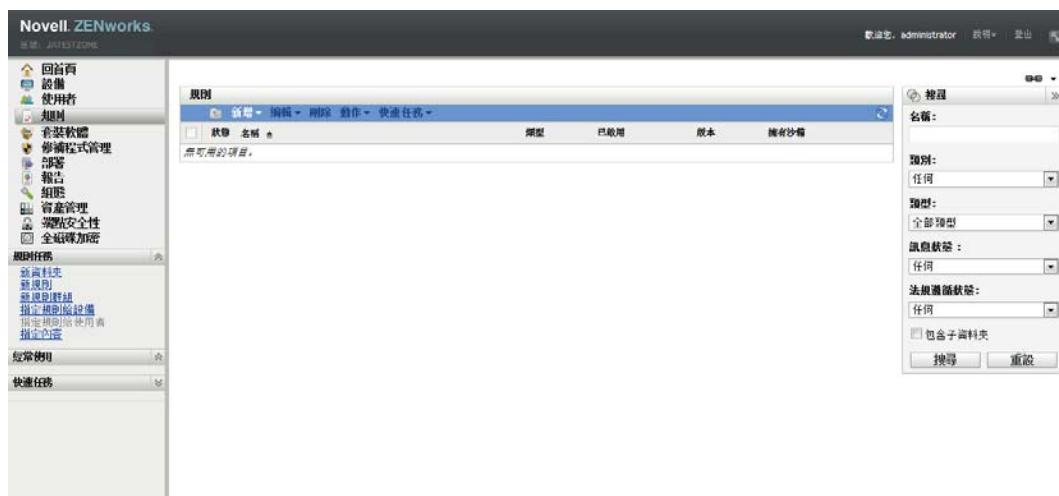 Novell. ZENworks.
區域: JATESTZONE
歡迎您, administrator
說明
登出
回首頁
設備
使用者
規則
套裝軟體
修補程式管理
部署
報告
組態
資產管理
端點安全性
全磁碟加密
規則任務
新資料夾
新規則
新規則群組
指定規則給設備
指定規則給使用者
指定內容
經常使用
快速任務
規則
新增 編輯 刪除 動作 快速任務
狀態 名稱 類型 已啟用 版本 擁有沙箱
無可用的項目。
搜尋
名稱:
類別:
任何
類型:
全部類型
訊息狀態:
任何
法規遵循狀態:
任何
包含子資料夾
搜尋 重設